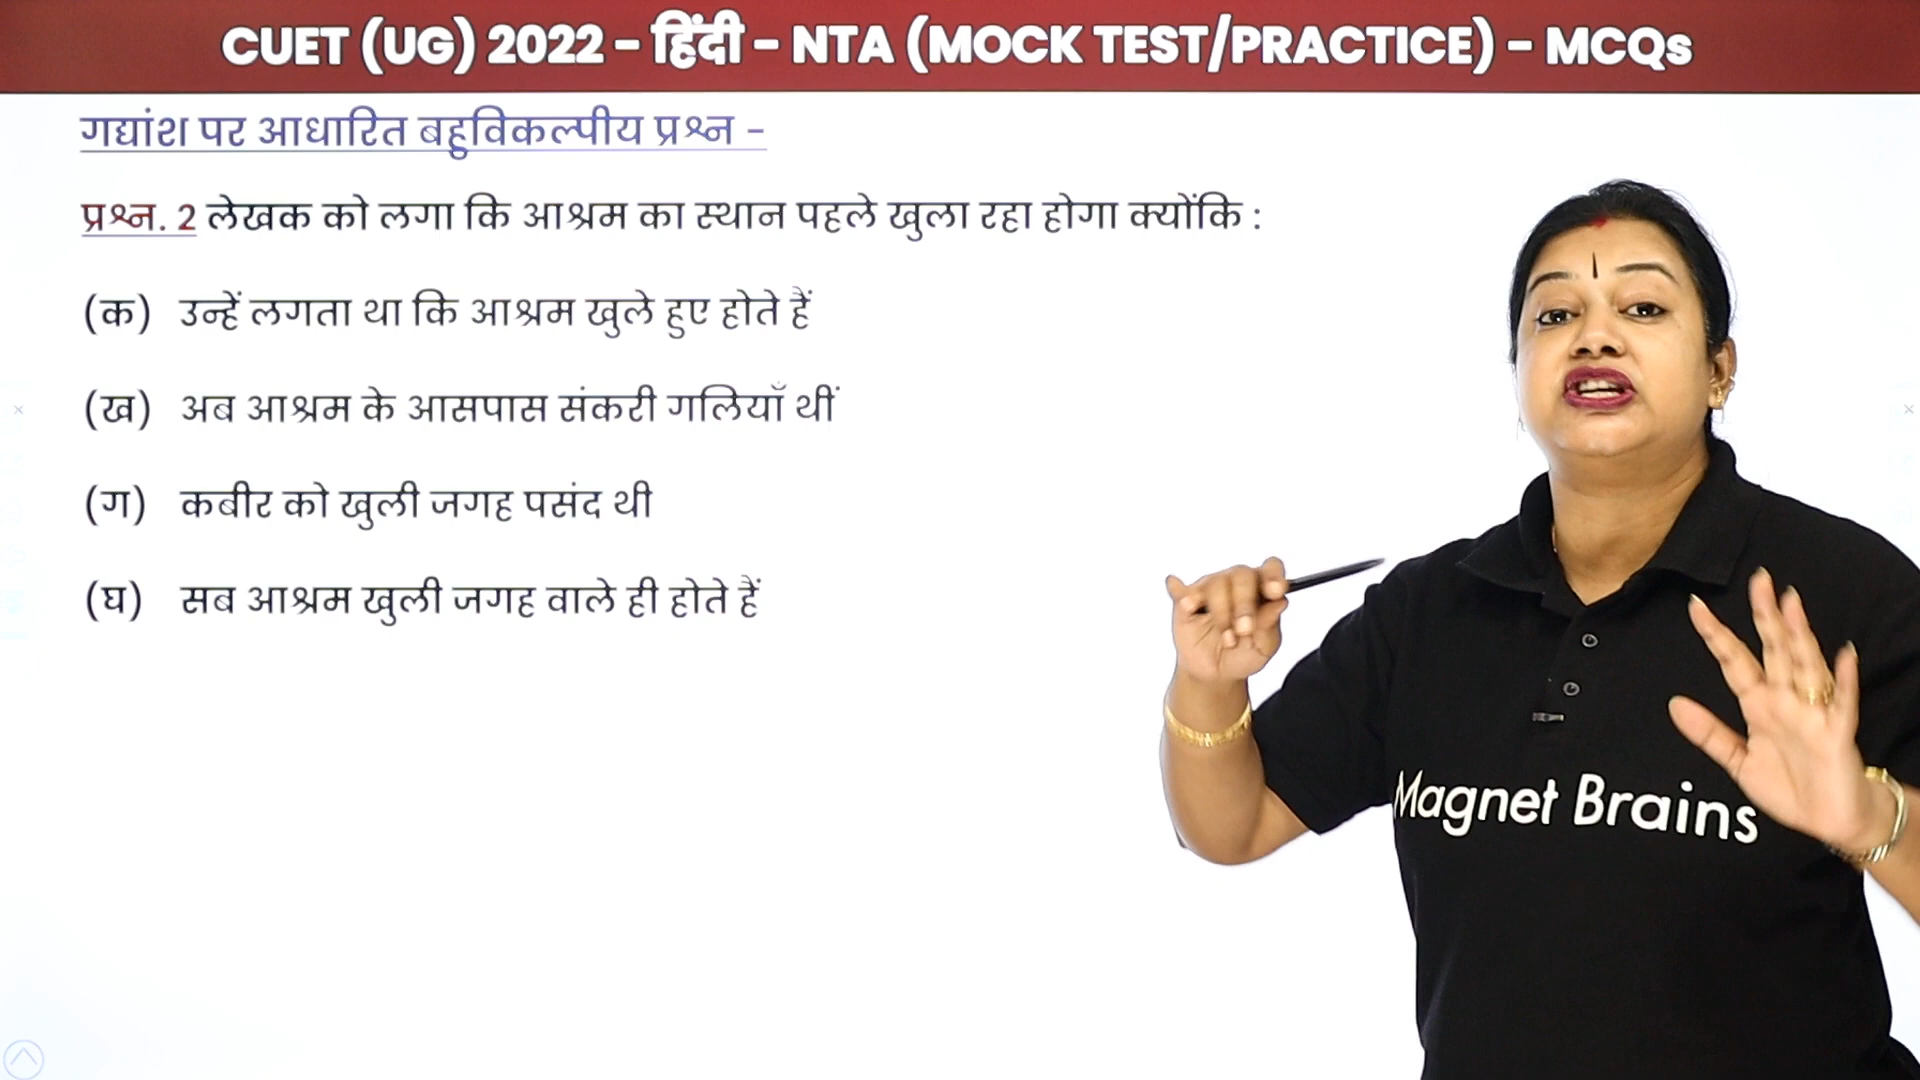 CUET (UG) 2022 - हिंदी - NTA (MOCK TEST/PRACTICE) - MCQs
गद्यांश पर आधारित बहुविकल्पीय प्रश्न -
प्रश्न. 2 लेखक को लगा कि आश्रम का स्थान पहले खुला रहा होगा क्योंकि :
(क) उन्हें लगता था कि आश्रम खुले हुए होते हैं
(ख) अब आश्रम के आसपास संकरी गलियाँ थीं
(ग) कबीर को खुली जगह पसंद थी
(घ) सब आश्रम खुली जगह वाले ही होते हैं
Magnet Brains